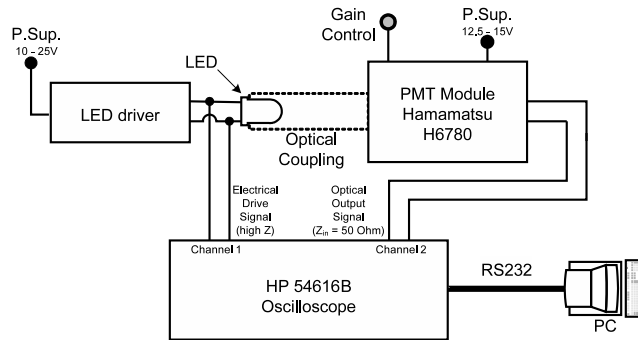 P.Sup.
10 - 25V
LED driver
LED
Optical
Coupling
Gain
Control
P.Sup.
12.5 - 15V
PMT Module
Hamamatsu
H6780
Electrical
Drive
Signal
(high Z)
Optical
Output
Signal
(Zin = 50 Ohm)
Channel 1
Channel 2
HP 54616B
Oscilloscope
RS232
PC